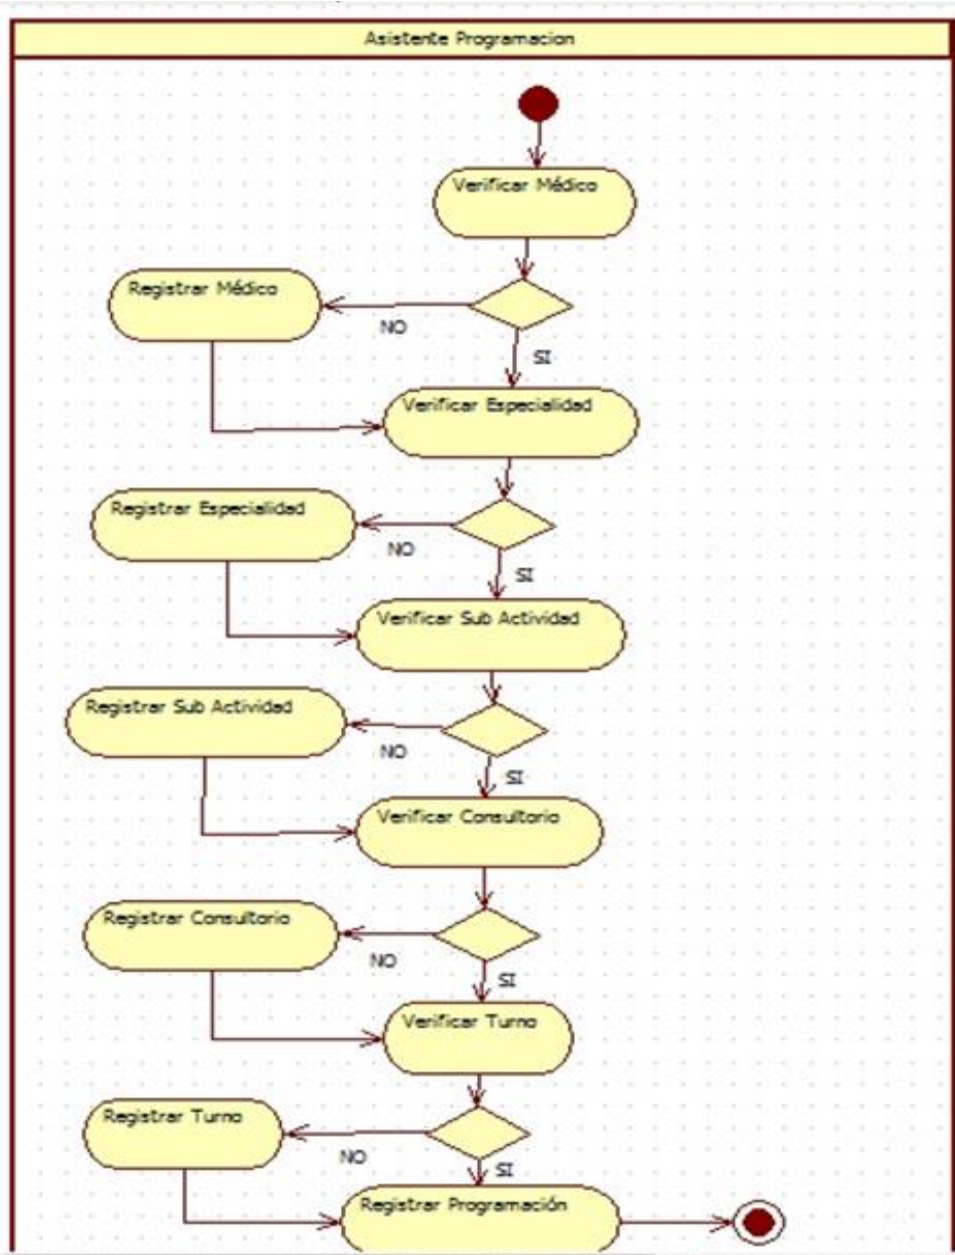 Asistente Programacion
Verificar Médico
Registrar Médico
NO
SI
Verificar Especialidad
Registrar Especialidad
NO
SI
Verificar Sub Actividad
Registrar Sub Actividad
NO
SI
Verificar Consultorio
Registrar Consultorio
NO
SI
Verificar Turno
Registrar Turno
NO
SI
Registrar Programación